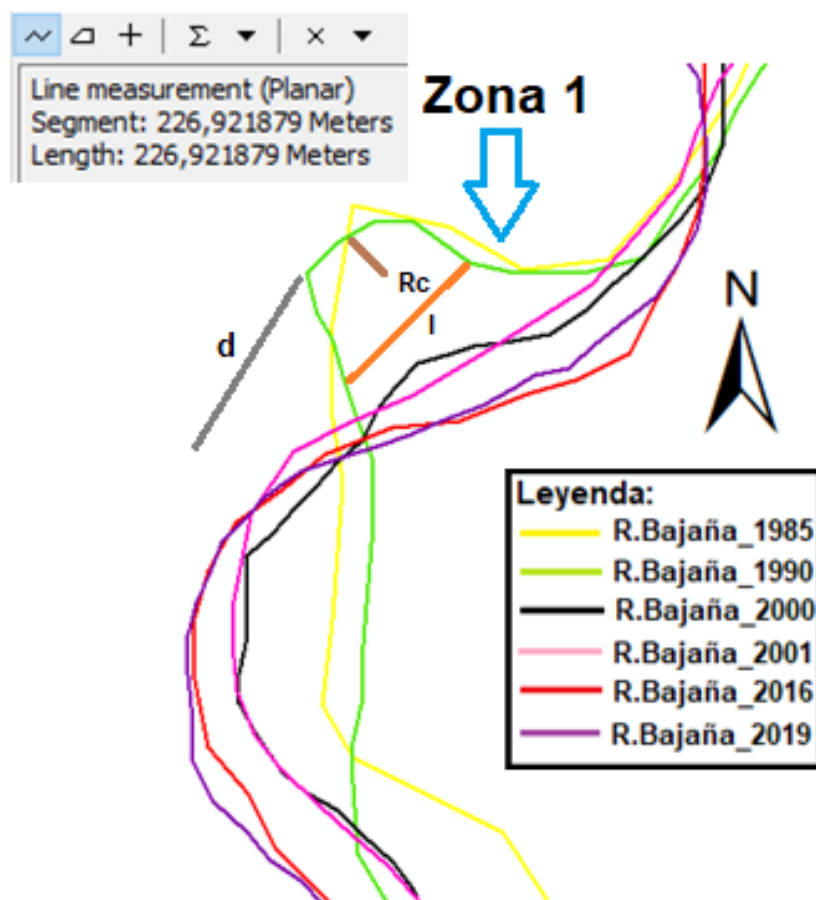 Line measurement (Planar)
Segment: 226,921879 Meters
Length: 226,921879 Meters
Zona 1
N
Rc
l
d
Leyenda:
R.Bajaña_1985
R.Bajaña_1990
R.Bajaña_2000
R.Bajaña_2001
R.Bajaña_2016
R.Bajaña_2019